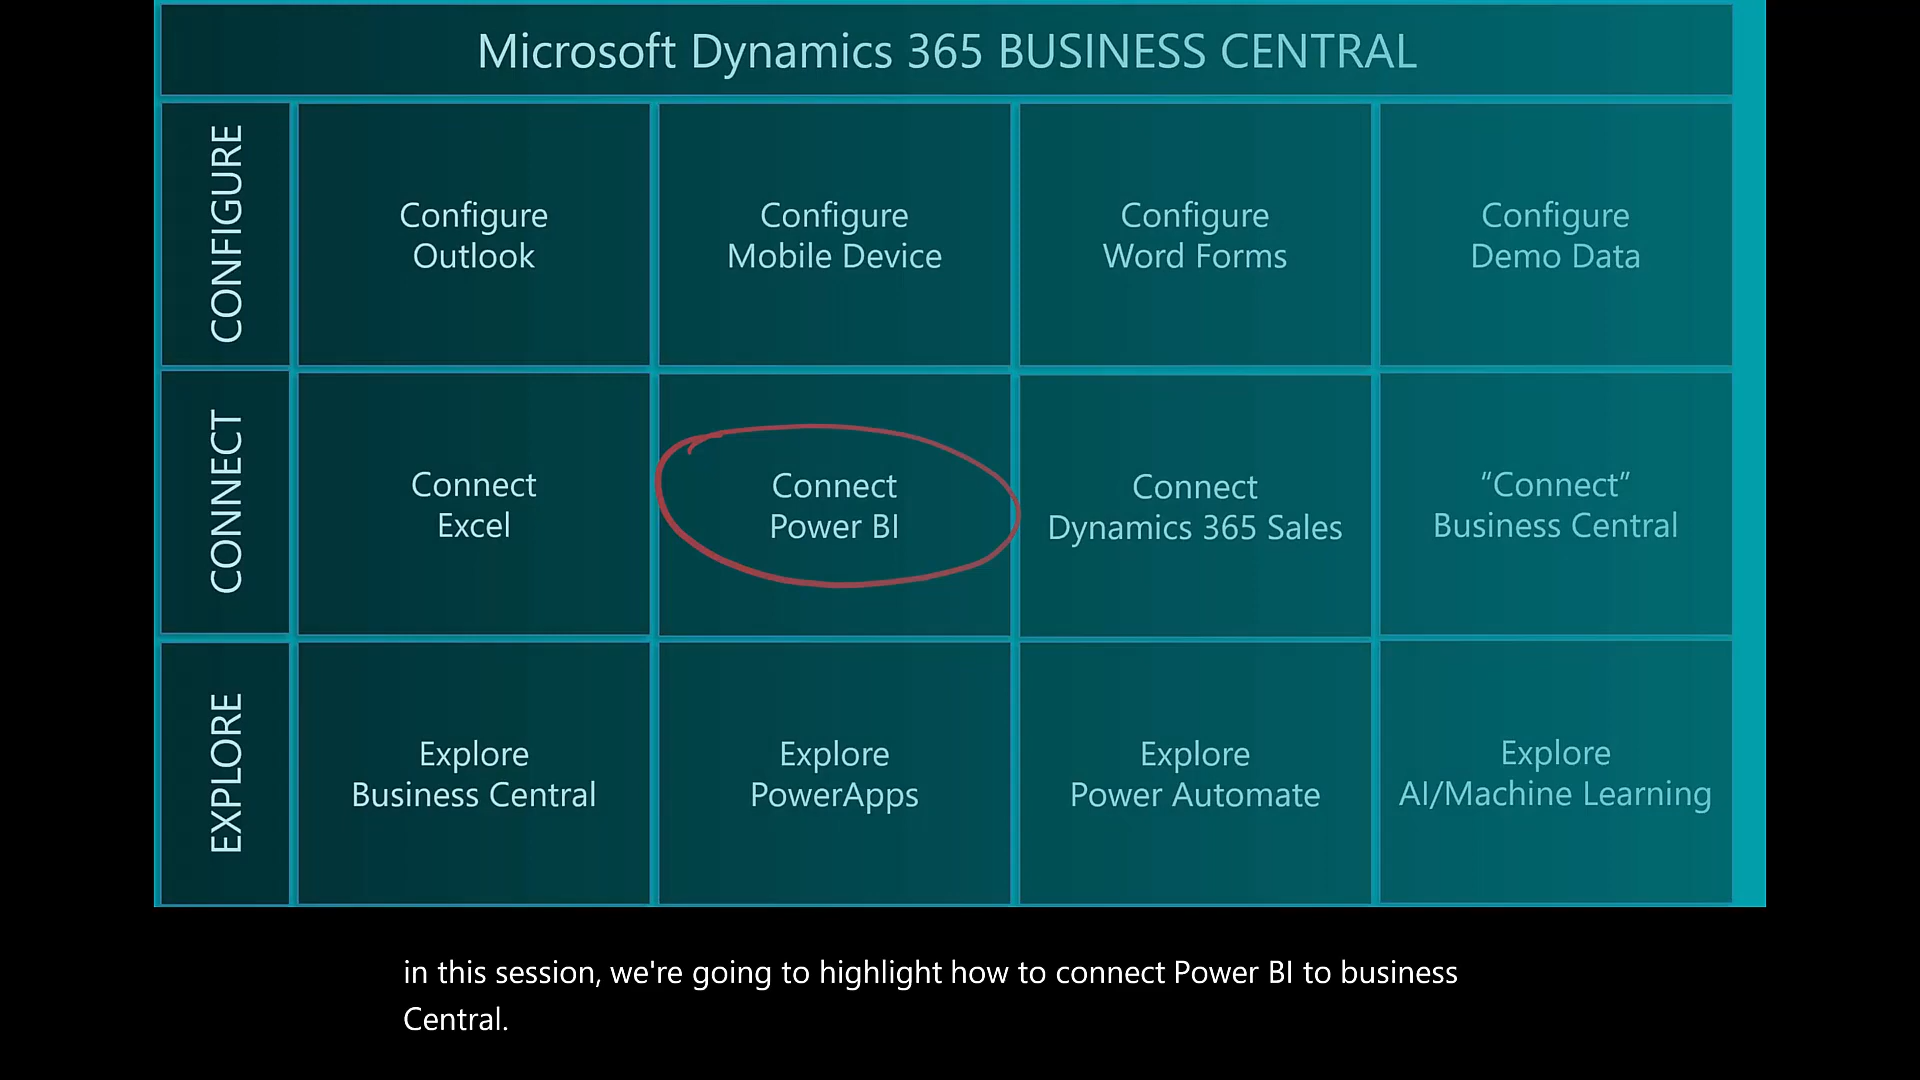 Microsoft Dynamics 365 BUSINESS CENTRAL
CONFIGURE
Configure
Outlook
Configure
Mobile Device
Configure
Word Forms
Configure
Demo Data
CONNECT
Connect
Excel
Connect
Power BI
Connect
Dynamics 365 Sales
“Connect”
Business Central
EXPLORE
Explore
Business Central
Explore
PowerApps
Explore
Power Automate
Explore
AI/Machine Learning
in this session, we're going to highlight how to connect Power BI to business
Central.